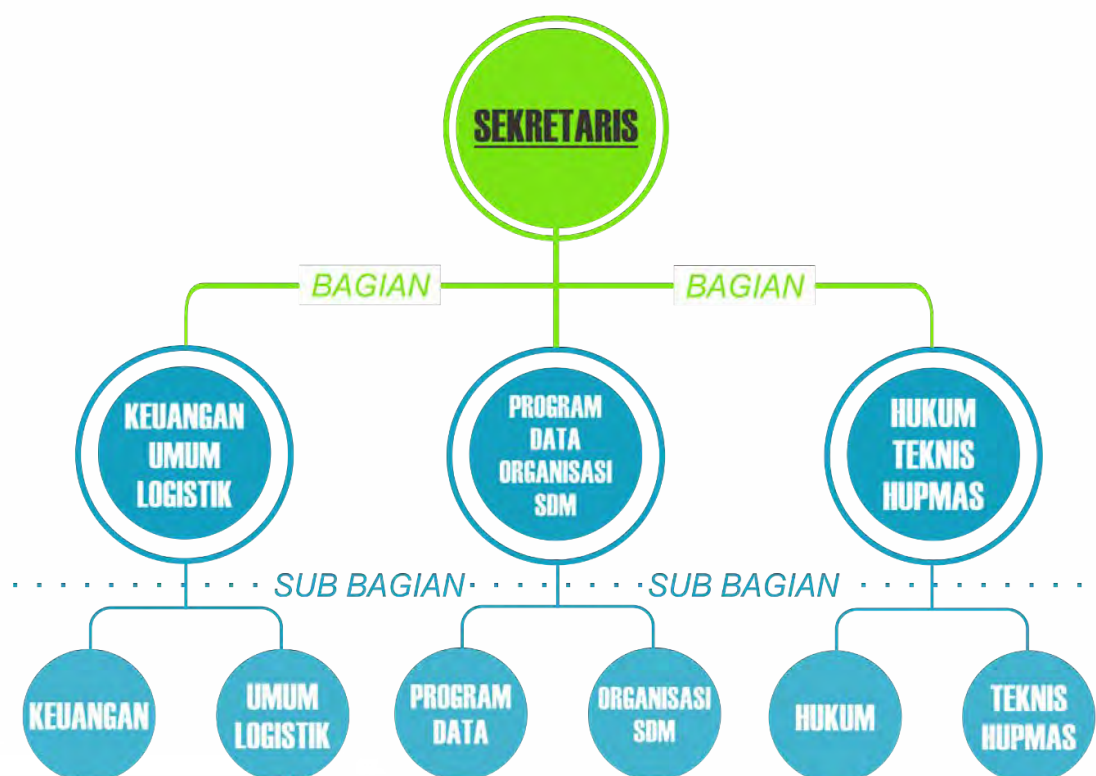 SEKRETARIS
BAGIAN
BAGIAN
KEUANGAN
UMUM
LOGISTIK
PROGRAM
DATA
ORGANISASI
SDM
HUKUM
TEKNIS
HUPMAS
SUB BAGIAN
SUB BAGIAN
KEUANGAN
UMUM
LOGISTIK
PROGRAM
DATA
ORGANISASI
SDM
HUKUM
TEKNIS
HUPMAS